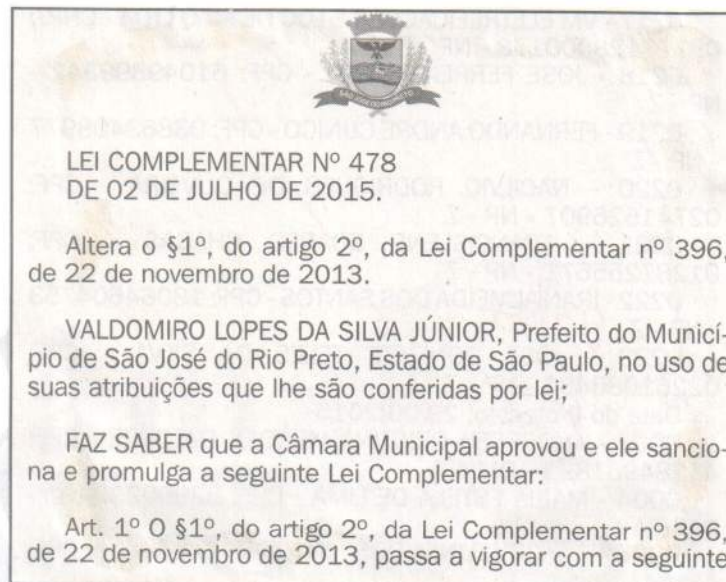 LEI COMPLEMENTAR Nº 478
DE 02 DE JULHO DE 2015.
Altera o §1º, do artigo 2º, da Lei Complementar nº 396,
de 22 de novembro de 2013.
VALDOMIRO LOPES DA SILVA JÚNIOR, Prefeito do Municí-
pio de São José do Rio Preto, Estado de São Paulo, no uso de
suas atribuições que lhe são conferidas por lei;
FAZ SABER que a Câmara Municipal aprovou e ele sancio-
na e promulga a seguinte Lei Complementar:
Art. 1º O §1º, do artigo 2º, da Lei Complementar nº 396,
de 22 de novembro de 2013, passa a vigorar com a seguinte